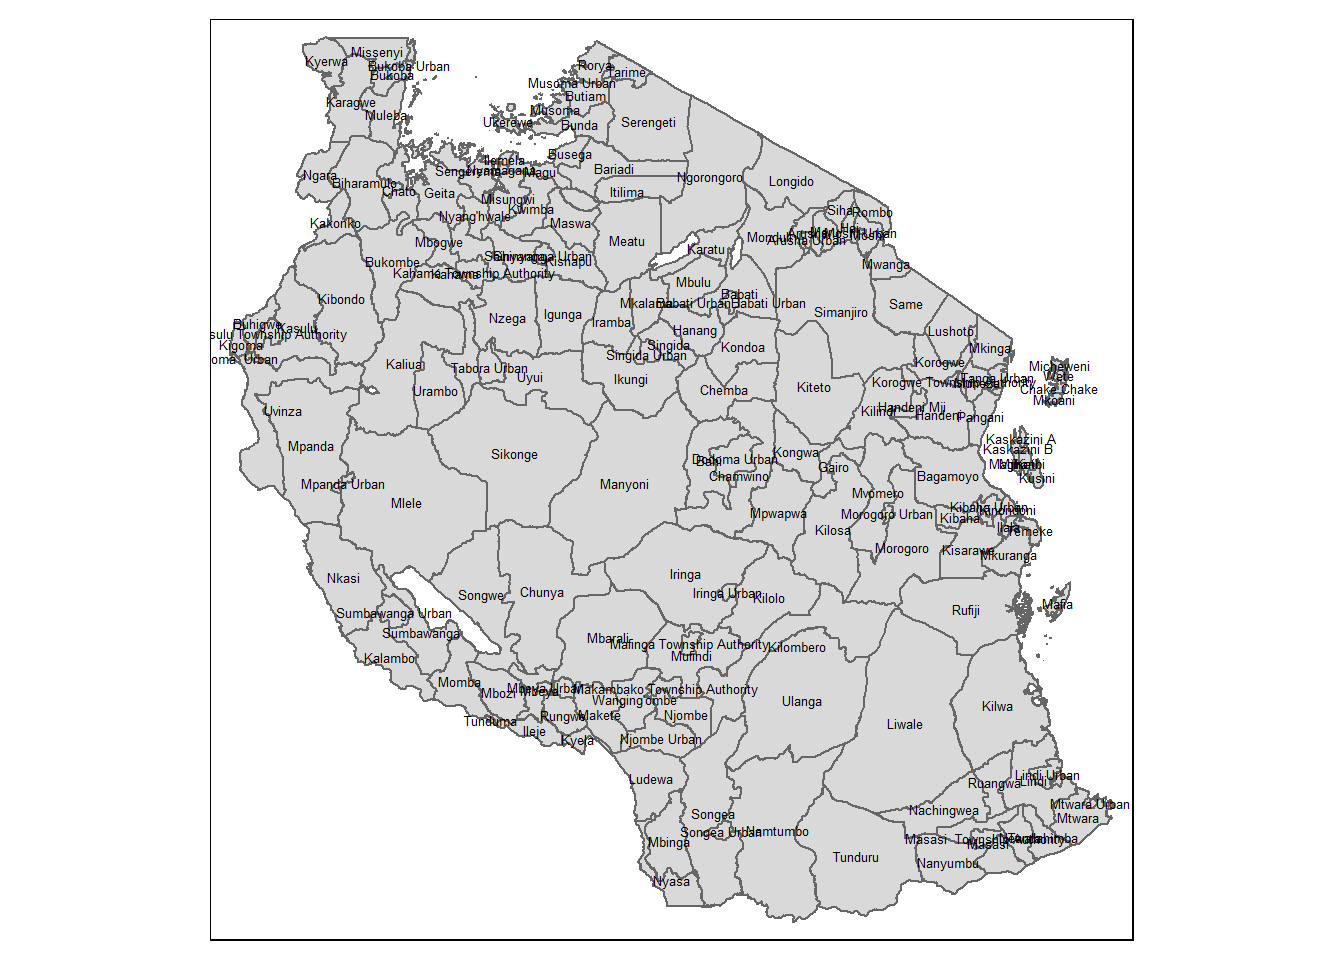 Missenyi
Kyerwa
Bukoba Urban
Bukoba
Rorya
Tarime
Musoma Urban
Butiam
Karagwe
Muleba
Musoma
Ukerewe
Bunda
Serengeti
Busega
Ilemela
Bariadi
Sengerema
Nyamagana
Magu
Ngara
Biharamulo
Chato
Geita
Misungwi
Itilima
Ngorongoro
Longido
Kwimba
Nyang'hwale
Siha
Rombo
Kakonko
Maswa
Mbogwe
Meatu
Karatu
Monduli
Arusha Urban
Moshi
Bukombe
Shinyanga Urban
Kishapu
Mwanga
Kahama Township Authority
Kahama
Mbulu
Babati
Kibondo
Mkalama
Babati Urban
Babati Urban
Simanjiro
Same
Nzega
Igunga
Iramba
Buhigwe
Kasulu
sulu Township Authority
Hanang
Lushoto
Kigoma
Singida
Kondoa
Mkinga
oma Urban
Singida Urban
Kaliua
Tabora Urban
Uyui
Ikungi
Korogwe
Micheweni
Wete
Urambo
Chemba
Kiteto
Korogwe Township Authority
Tanga Urban
Chake Chake
Mkoani
Uvinza
Kilindi
Handeni Mji
Handeni
Pangani
Mpanda
Kaskazini A
Kaskazini B
Sikonge
Dodoma Urban
Bahi
Kongwa
Gairo
Magharibi
Mjini
Kusini
Mpanda Urban
Manyoni
Chamwino
Bagamoyo
Mlele
Mvomero
Mpwapwa
Morogoro Urban
Kibaha Urban
Kinondoni
Kibaha
Kilosa
Ilala
Temeke
Morogoro
Kisarawe
Mkuranga
Nkasi
Iringa
Songwe
Chunya
Iringa Urban
Kilolo
Mafia
Rufiji
Sumbawanga Urban
Sumbawanga
Mbarali
Mafinga Township Authority
Kilombero
Mufindi
Kalambo
Momba
Mbozi
Mbeya Urban
Mbeya
Makambako Township Authority
Wanging'ombe
Ulanga
Kilwa
Tunduma
Rungwe
Makete
Njombe
Liwale
Ileje
Kyela
Njombe Urban
Ludewa
Lindi Urban
Lindi
Ruangwa
Songea
Nachingwea
Mtwara Urban
Mtwara
Songea Urban
Namtumbo
Mbinga
Masasi Township Authority
Masasi
Newala
Tandahimba
Tunduru
Nanyumbu
Nyasa